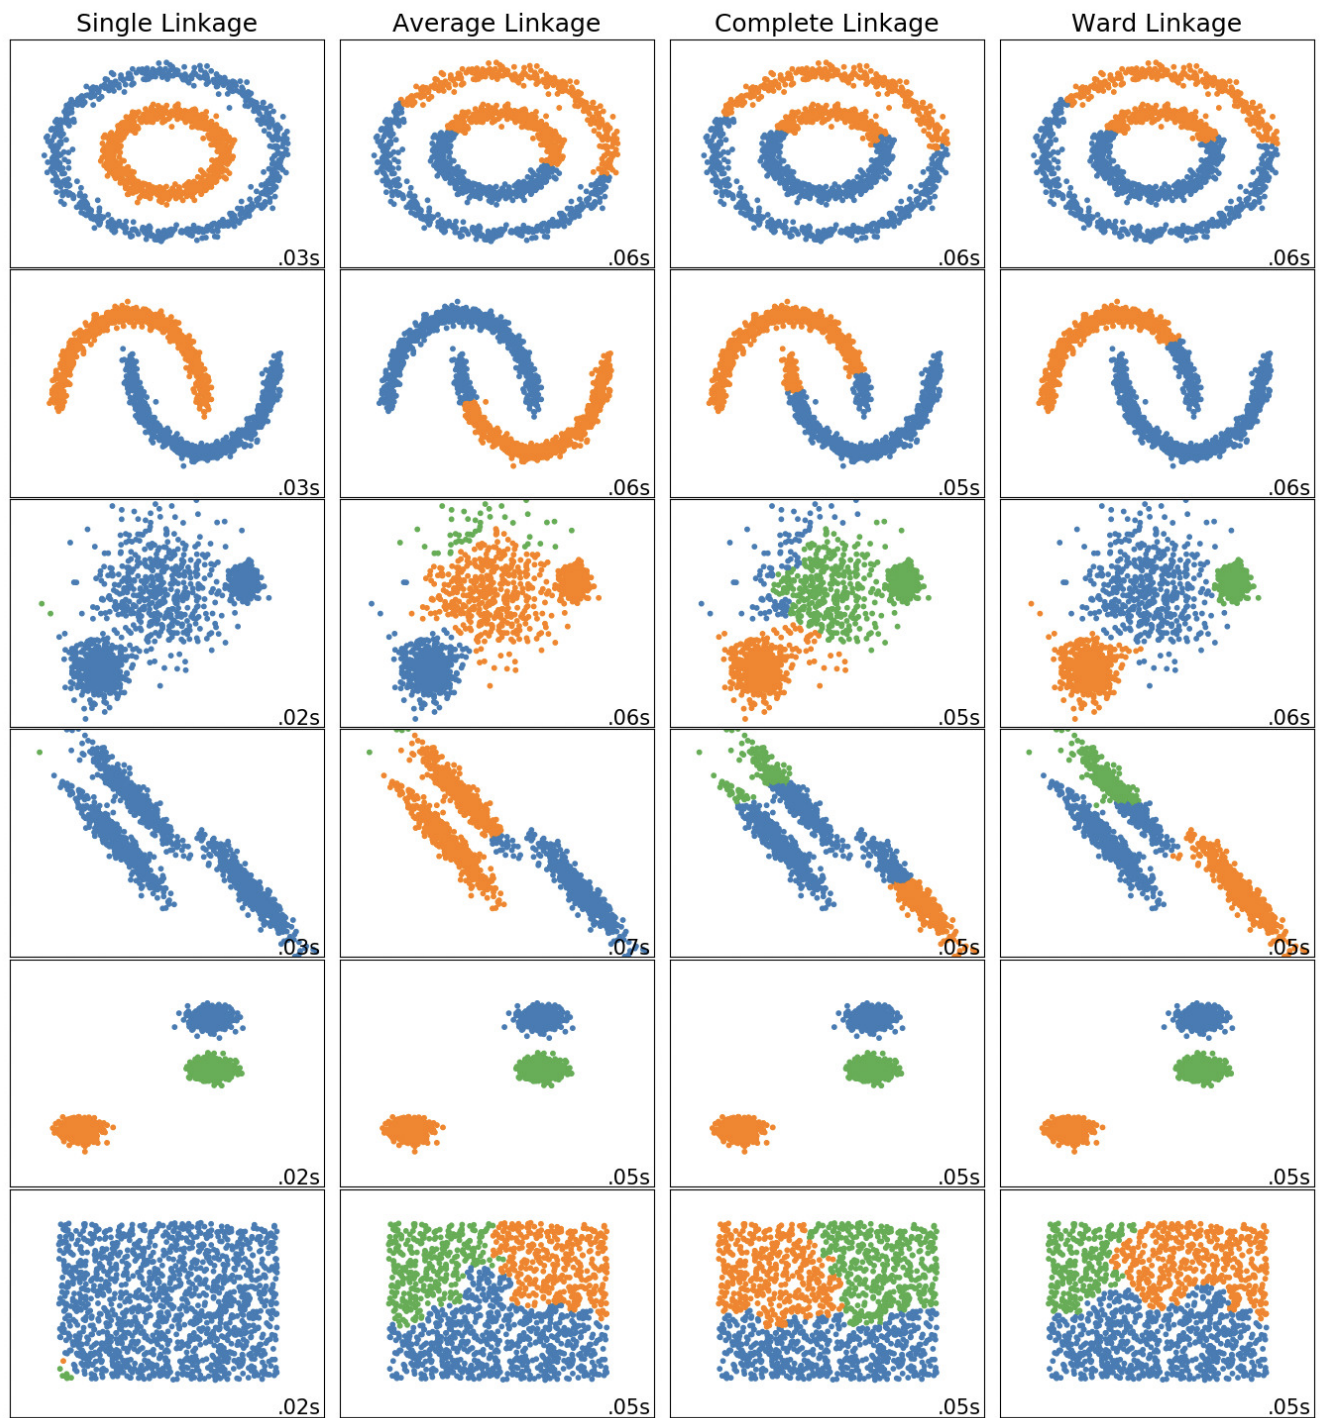 Single Linkage Average Linkage Complete Linkage Ward Linkage
.03s .06s .06s .06s
.03s .06s .05s .06s
.02s .06s .05s .06s
.03s .07s .05s .05s
.02s .05s .05s .05s
.02s .05s .05s .05s